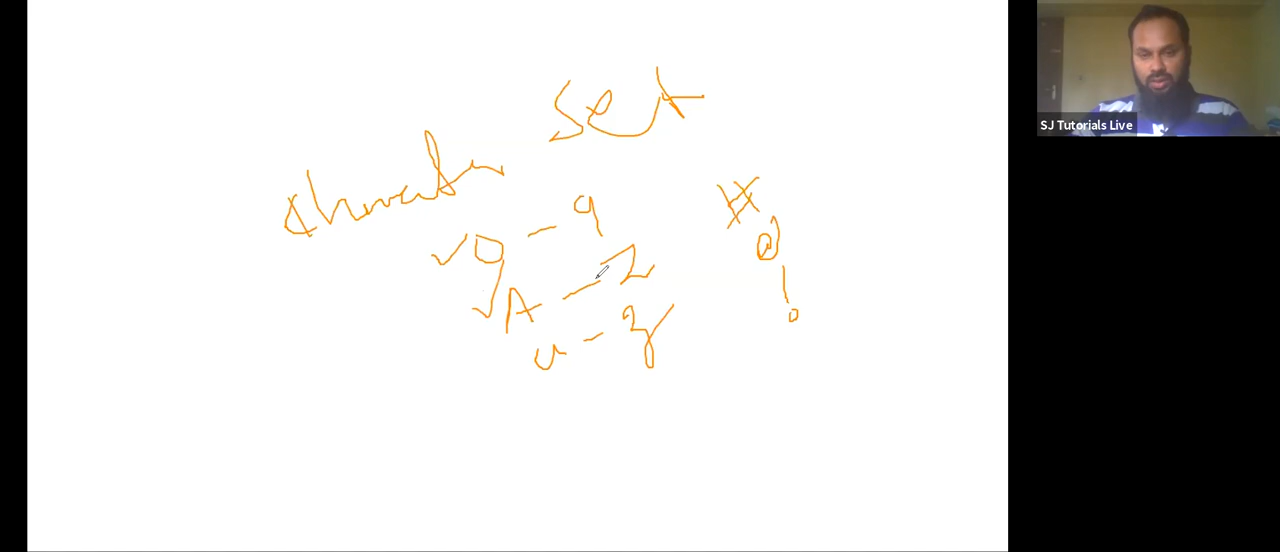 Set
Character
✓ 0 - 9
✓ A - Z
a - z
#
@
!
SJ Tutorials Live